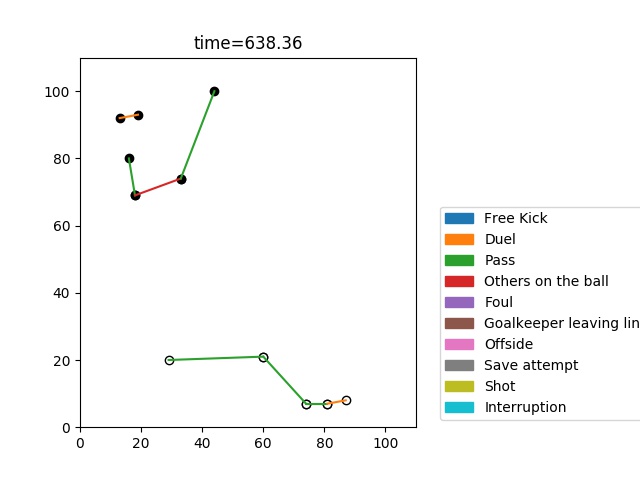 time=638.36
100
80
60
40
20
0
0 20 40 60 80 100
Free Kick
Duel
Pass
Others on the ball
Foul
Goalkeeper leaving lin
Offside
Save attempt
Shot
Interruption